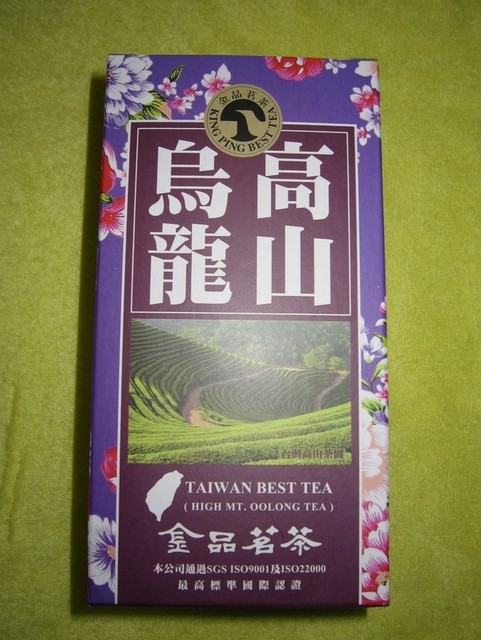 金品茗茶
KING PING BEST TEA
高山
烏龍
台灣高山茶園
TAIWAN BEST TEA
( HIGH MT. OOLONG TEA )
金品茗茶
本公司通過SGS ISO9001及ISO22000
最高標準國際認證